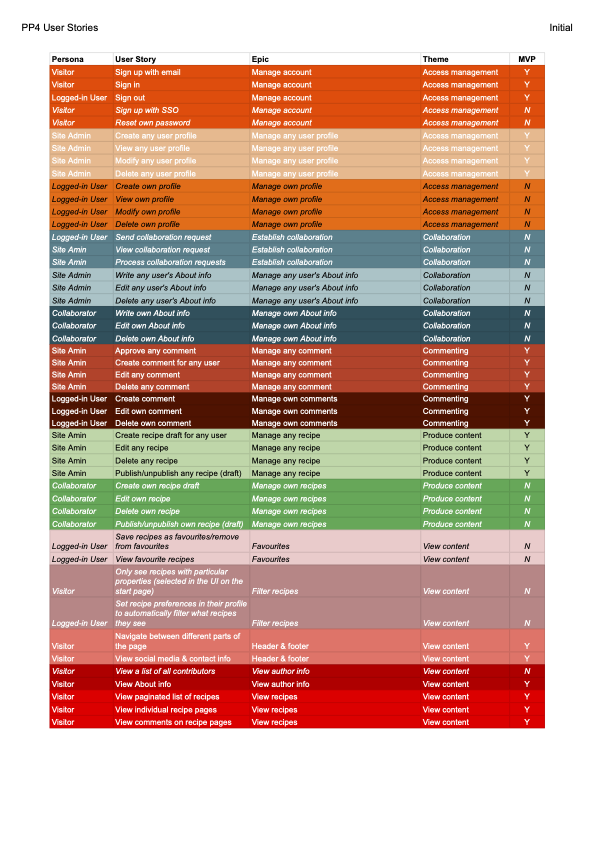 PP4 User Stories Initial
Persona User Story Epic Theme MVP
Visitor Sign up with email Manage account Access management Y
Visitor Sign in Manage account Access management Y
Logged-in User Sign out Manage account Access management Y
Visitor Sign up with SSO Manage account Access management N
Visitor Reset own password Manage account Access management N
Site Admin Create any user profile Manage any user profile Access management Y
Site Admin View any user profile Manage any user profile Access management Y
Site Admin Modify any user profile Manage any user profile Access management Y
Site Admin Delete any user profile Manage any user profile Access management Y
Logged-in User Create own profile Manage own profile Access management N
Logged-in User View own profile Manage own profile Access management N
Logged-in User Modify own profile Manage own profile Access management N
Logged-in User Delete own profile Manage own profile Access management N
Logged-in User Send collaboration request Establish collaboration Collaboration N
Site Amin View collaboration request Establish collaboration Collaboration N
Site Amin Process collaboration requests Establish collaboration Collaboration N
Site Admin Write any user's About info Manage any user's About info Collaboration N
Site Admin Edit any user's About info Manage any user's About info Collaboration N
Site Admin Delete any user's About info Manage any user's About info Collaboration N
Collaborator Write own About info Manage own About info Collaboration N
Collaborator Edit own About info Manage own About info Collaboration N
Collaborator Delete own About info Manage own About info Collaboration N
Site Amin Approve any comment Manage any comment Commenting Y
Site Amin Create comment for any user Manage any comment Commenting Y
Site Amin Edit any comment Manage any comment Commenting Y
Site Amin Delete any comment Manage any comment Commenting Y
Logged-in User Create comment Manage own comments Commenting Y
Logged-in User Edit own comment Manage own comments Commenting Y
Logged-in User Delete own comment Manage own comments Commenting Y
Site Amin Create recipe draft for any user Manage any recipe Produce content Y
Site Amin Edit any recipe Manage any recipe Produce content Y
Site Amin Delete any recipe Manage any recipe Produce content Y
Site Amin Publish/unpublish any recipe (draft) Manage any recipe Produce content Y
Collaborator Create own recipe draft Manage own recipes Produce content N
Collaborator Edit own recipe Manage own recipes Produce content N
Collaborator Delete own recipe Manage own recipes Produce content N
Collaborator Publish/unpublish own recipe (draft) Manage own recipes Produce content N
Save recipes as favourites/remove
Logged-in User from favourites Favourites View content N
Logged-in User View favourite recipes Favourites View content N
Only see recipes with particular
properties (selected in the UI on the
Visitor start page) Filter recipes View content N
Set recipe preferences in their profile
to automatically filter what recipes
Logged-in User they see Filter recipes View content N
Navigate between different parts of
Visitor the page Header & footer View content Y
Visitor View social media & contact info Header & footer View content Y
Visitor View a list of all contributors View author info View content N
Visitor View About info View author info View content Y
Visitor View paginated list of recipes View recipes View content Y
Visitor View individual recipe pages View recipes View content Y
Visitor View comments on recipe pages View recipes View content Y